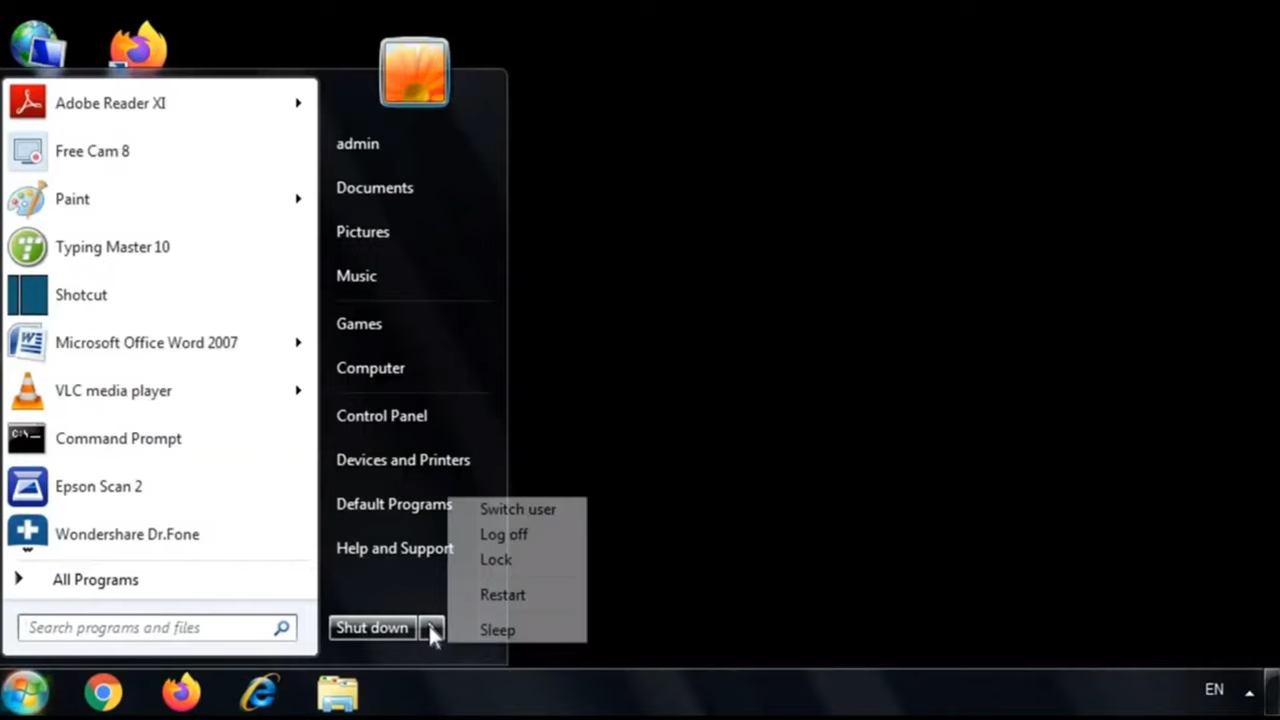 Adobe Reader XI
Free Cam 8
Paint
Typing Master 10
Shotcut
Microsoft Office Word 2007
VLC media player
Command Prompt
Epson Scan 2
Wondershare Dr.Fone
All Programs
Search programs and files
admin
Documents
Pictures
Music
Games
Computer
Control Panel
Devices and Printers
Default Programs
Help and Support
Shut down
Switch user
Log off
Lock
Restart
Sleep
EN